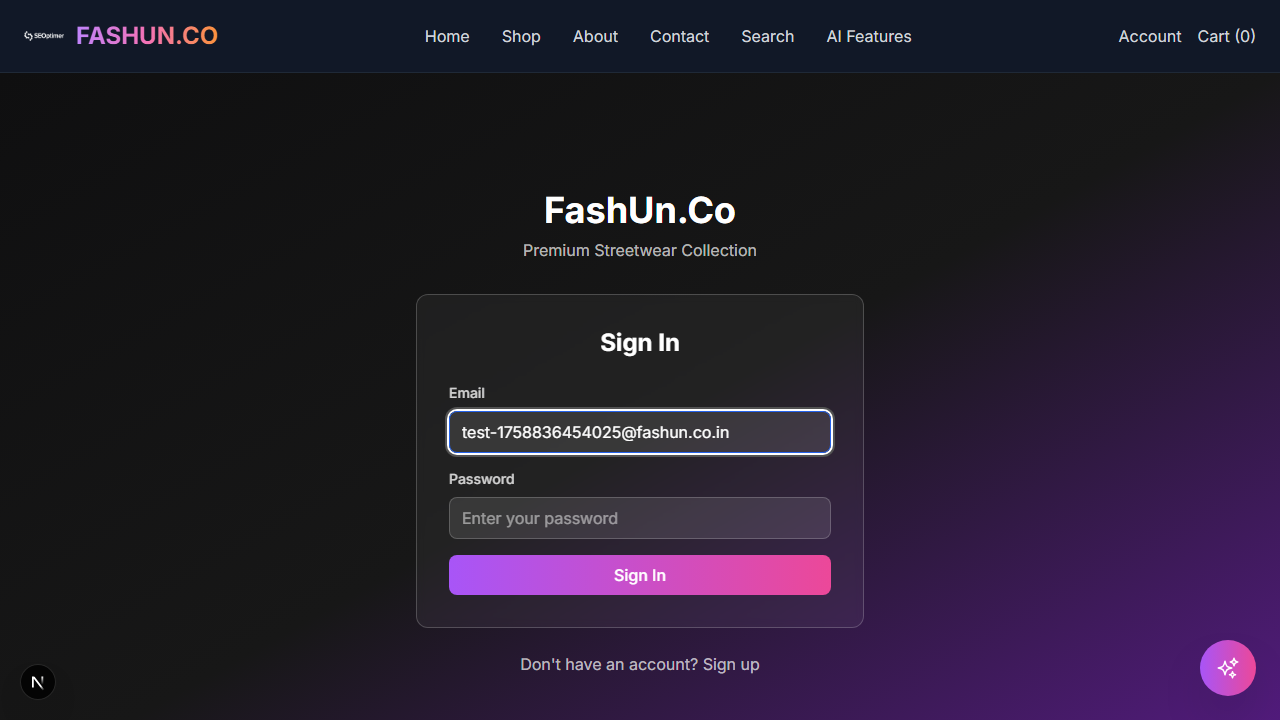 SEOptimer FASHUN.CO Home Shop About Contact Search AI Features Account Cart (0)
FashUn.Co
Premium Streetwear Collection
Sign In
Email
test-1758836454025@fashun.co.in
Password
Enter your password
Sign In
Don't have an account? Sign up
N